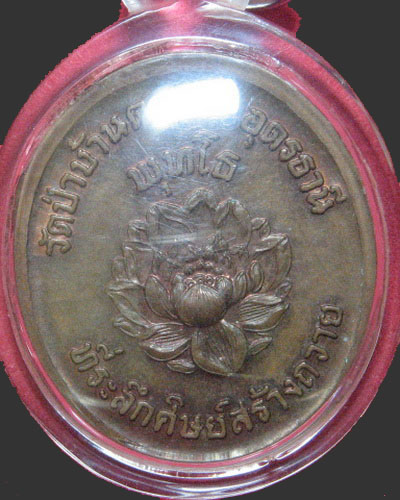 วัดป่าบ้าน อุดรธานี
พุทโธ
ที่ระลึกศิษย์สร้างถวาย